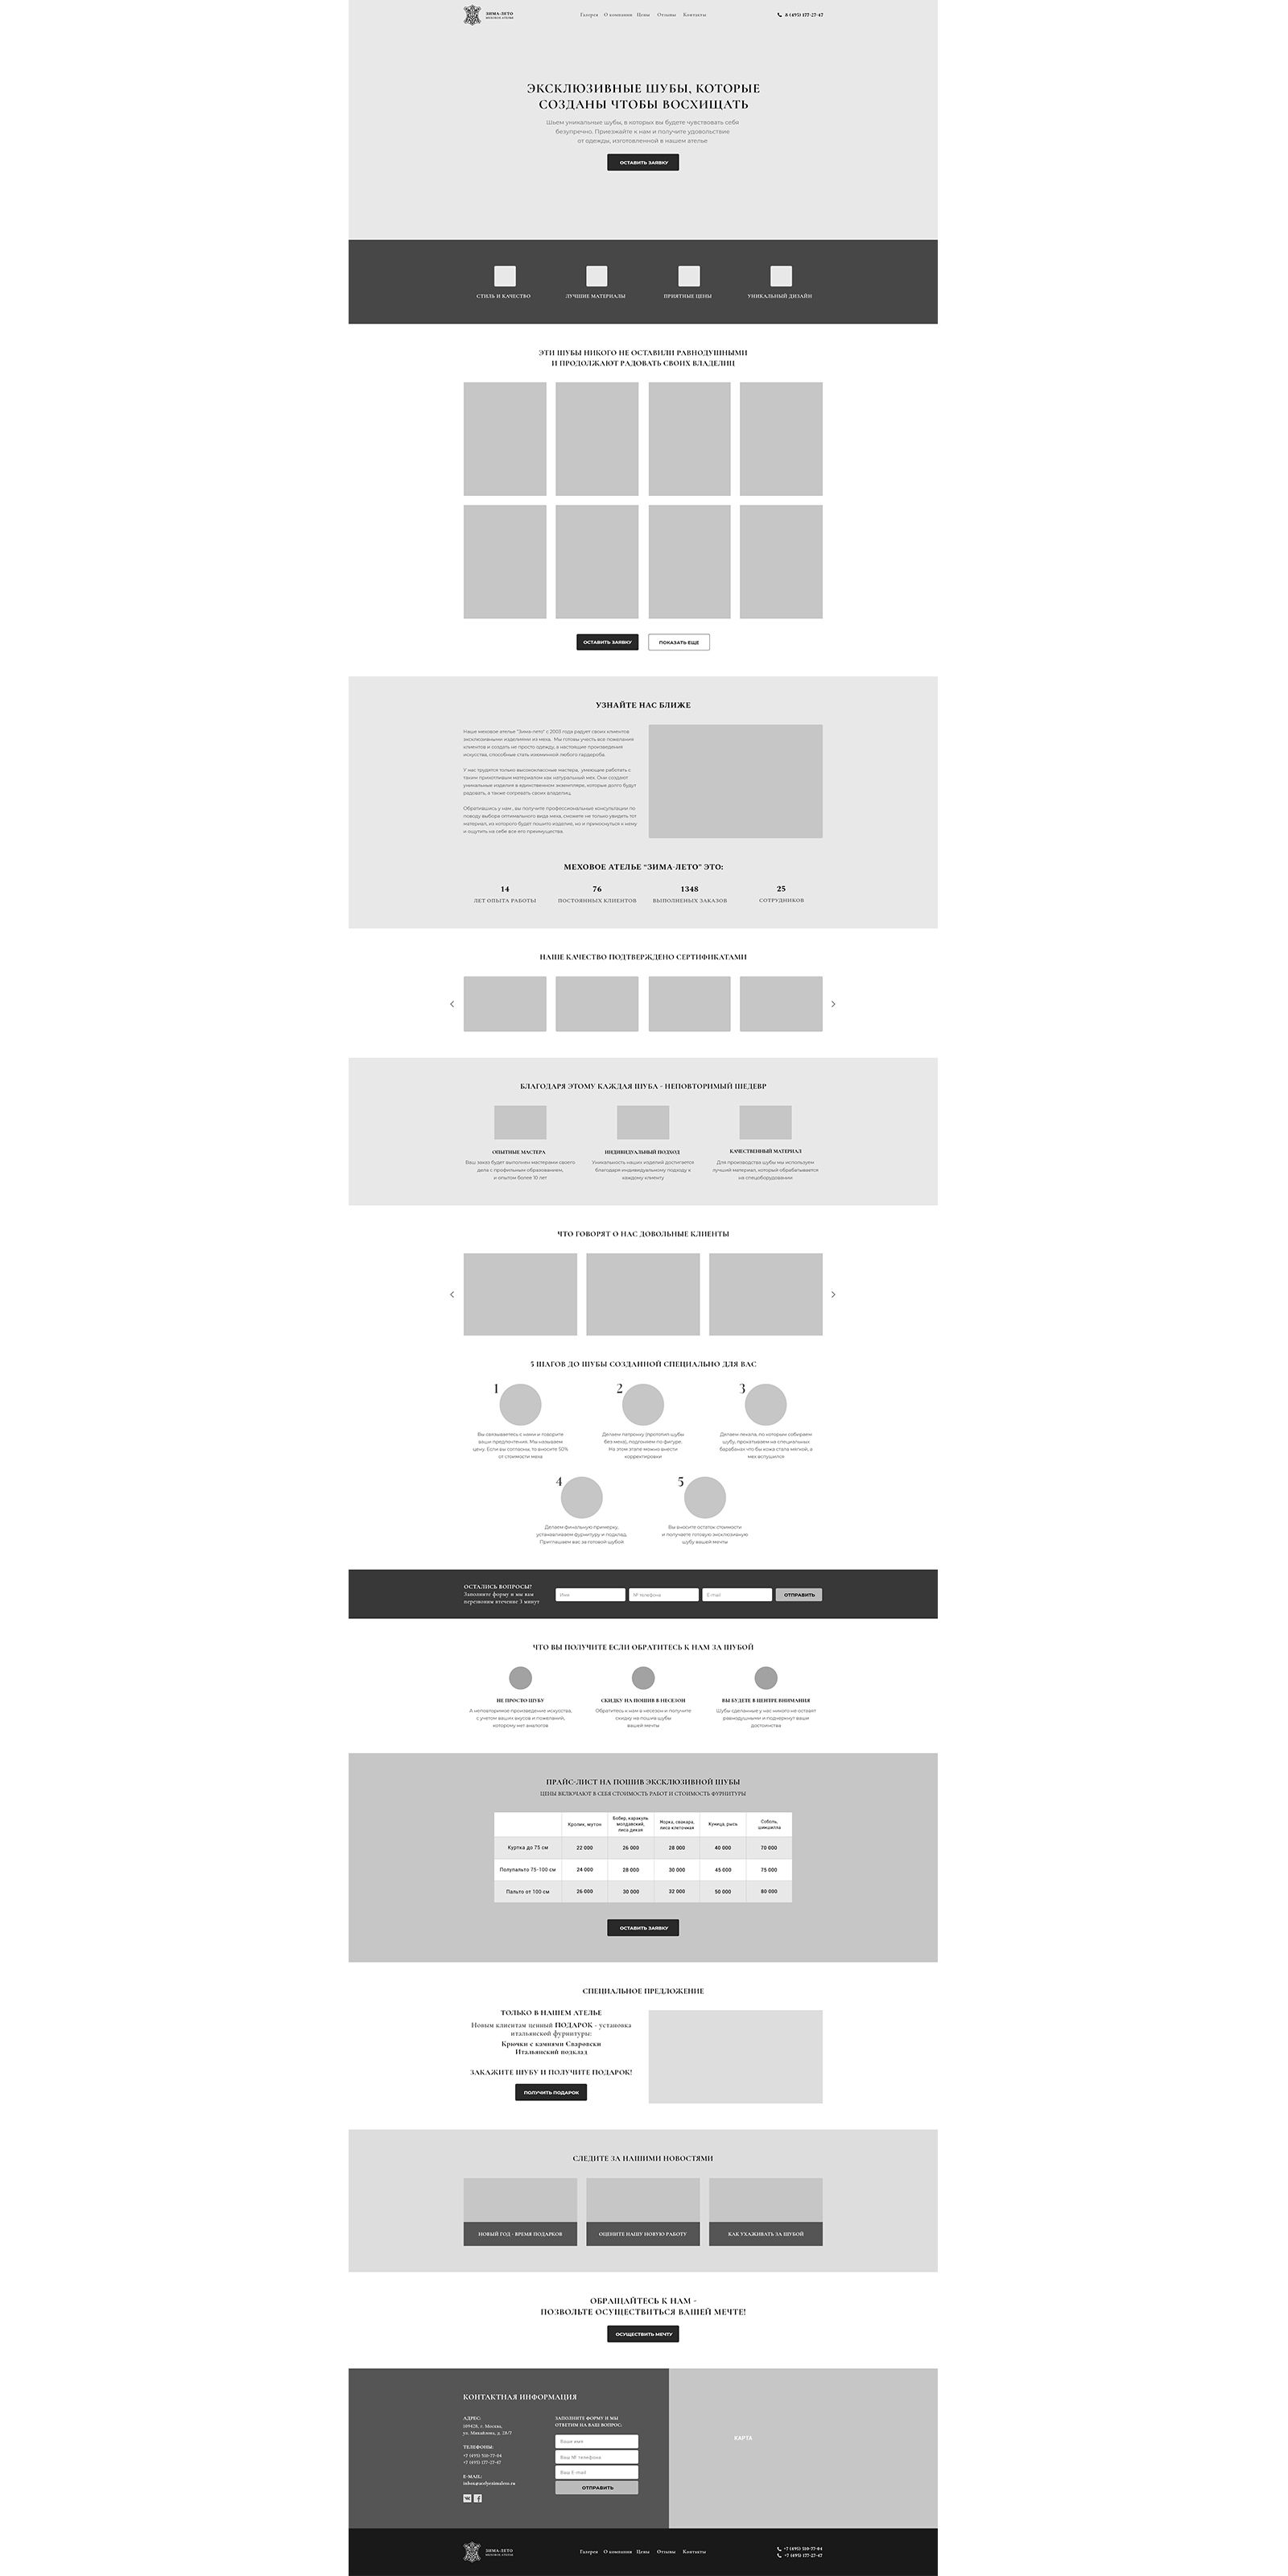 ЗИМА-ЛЕТО
МЕХОВОЕ АТЕЛЬЕ
Галерея О компании Цены Отзывы Контакты
8 (495) 177-27-47
ЭКСКЛЮЗИВНЫЕ ШУБЫ, КОТОРЫЕ
СОЗДАНЫ ЧТОБЫ ВОСХИЩАТЬ
Шьем уникальные шубы, в которых вы будете чувствовать себя
безупречно. Приезжайте к нам и получите удовольствие
от одежды, изготовленной в нашем ателье
ОСТАВИТЬ ЗАЯВКУ
СТИЛЬ И КАЧЕСТВО
ЛУЧШИЕ МАТЕРИАЛЫ
ПРИЯТНЫЕ ЦЕНЫ
УНИКАЛЬНЫЙ ДИЗАЙН
ЭТИ ШУБЫ НИКОГО НЕ ОСТАВИЛИ РАВНОДУШНЫМИ
И ПРОДОЛЖАЮТ РАДОВАТЬ СВОИХ ВЛАДЕЛИЦ
ОСТАВИТЬ ЗАЯВКУ
ПОКАЗАТЬ ЕЩЕ
УЗНАЙТЕ НАС БЛИЖЕ
Наше меховое ателье "Зима-лето" с 2003 года радует своих клиентов
эксклюзивными изделиями из меха. Мы готовы учесть все пожелания
клиентов и создать не просто одежду, а настоящие произведения
искусства, способные стать изюминкой любого гардероба.
У нас трудятся только высококлассные мастера, умеющие работать с
таким прихотливым материалом как натуральный мех. Они создают
уникальные изделия в единственном экземпляре, которые долго будут
радовать, а также согревать своих владелиц.
Обратившись у нам, вы получите профессиональные консультации по
поводу выбора оптимального вида меха, сможете не только увидеть тот
материал, из которого будет пошито изделие, но и прикоснуться к нему
и ощутить на себе все его преимущества.
МЕХОВОЕ АТЕЛЬЕ “ЗИМА-ЛЕТО” ЭТО:
14
ЛЕТ ОПЫТА РАБОТЫ
76
ПОСТОЯННЫХ КЛИЕНТОВ
1348
ВЫПОЛНЕНЫХ ЗАКАЗОВ
25
СОТРУДНИКОВ
НАШЕ КАЧЕСТВО ПОДТВЕРЖДЕНО СЕРТИФИКАТАМИ
БЛАГОДАРЯ ЭТОМУ КАЖДАЯ ШУБА - НЕПОВТОРИМЫЙ ШЕДЕВР
ОПЫТНЫЕ МАСТЕРА
Ваш заказ будет выполнен мастерами своего
дела с профильным образованием,
и опытом более 10 лет
ИНДИВИДУАЛЬНЫЙ ПОДХОД
Уникальность наших изделий достигается
благодаря индивидуальному подходу к
каждому клиенту
КАЧЕСТВЕННЫЙ МАТЕРИАЛ
Для производства шубы мы используем
лучший материал, который обрабатывается
на спецоборудовании
ЧТО ГОВОРЯТ О НАС ДОВОЛЬНЫЕ КЛИЕНТЫ
5 ШАГОВ ДО ШУБЫ СОЗДАННОЙ СПЕЦИАЛЬНО ДЛЯ ВАС
1
Вы связываетесь с нами и говорите
ваши предпочтения. Мы называем
цену. Если вы согласны, то вносите 50%
от стоимости меха
2
Делаем патронку (прототип шубы
без меха), подгоняем по фигуре.
На этом этапе можно внести
корректировки
3
Делаем лекала, по которым собираем
шубу, прокатываем на специальных
барабанах что бы кожа стала мягкой, а
мех вспушился
4
Делаем финальную примерку,
устанавливаем фурнитуру и подклад.
Приглашаем вас за готовой шубой
5
Вы вносите остаток стоимости
и получаете готовую эксклюзивную
шубу вашей мечты
ОСТАЛИСЬ ВОПРОСЫ?
Заполните форму и мы вам
перезвоним втечение 3 минут
Имя
№ телефона
E-mail
ОТПРАВИТЬ
ЧТО ВЫ ПОЛУЧИТЕ ЕСЛИ ОБРАТИТЕСЬ К НАМ ЗА ШУБОЙ
НЕ ПРОСТО ШУБУ
А неповторимое произведение искусства,
с учетом ваших вкусов и пожеланий,
которому нет аналогов
СКИДКУ НА ПОШИВ В НЕСЕЗОН
Обратитесь к нам в несезон и получите
скидку на пошив шубы
вашей мечты
ВЫ БУДЕТЕ В ЦЕНТРЕ ВНИМАНИЯ
Шубы сделанные у нас никого не оставят
равнодушными и подчеркнут ваши
достоинства
ПРАЙС-ЛИСТ НА ПОШИВ ЭКСКЛЮЗИВНОЙ ШУБЫ
ЦЕНЫ ВКЛЮЧАЮТ В СЕБЯ СТОИМОСТЬ РАБОТ И СТОИМОСТЬ ФУРНИТУРЫ
Кролик, мутон
Бобер, каракуль
молдавский,
лиса дикая
Норка, свакара,
лиса клеточная
Куница, рысь
Соболь,
шиншилла
Куртка до 75 см 22 000 26 000 28 000 40 000 70 000
Полупальто 75-100 см 24 000 28 000 30 000 45 000 75 000
Пальто от 100 см 26 000 30 000 32 000 50 000 80 000
ОСТАВИТЬ ЗАЯВКУ
СПЕЦИАЛЬНОЕ ПРЕДЛОЖЕНИЕ
ТОЛЬКО В НАШЕМ АТЕЛЬЕ
Новым клиентам ценный ПОДАРОК - установка
итальянской фурнитуры:
Крючки с камнями Сваровски
Итальянский подклад
ЗАКАЖИТЕ ШУБУ И ПОЛУЧИТЕ ПОДАРОК!
ПОЛУЧИТЬ ПОДАРОК
СЛЕДИТЕ ЗА НАШИМИ НОВОСТЯМИ
НОВЫЙ ГОД - ВРЕМЯ ПОДАРКОВ
ОЦЕНИТЕ НАШУ НОВУЮ РАБОТУ
КАК УХАЖИВАТЬ ЗА ШУБОЙ
ОБРАЩАЙТЕСЬ К НАМ -
ПОЗВОЛЬТЕ ОСУЩЕСТВИТЬСЯ ВАШЕЙ МЕЧТЕ!
ОСУЩЕСТВИТЬ МЕЧТУ
КОНТАКТНАЯ ИНФОРМАЦИЯ
АДРЕС:
109428, г. Москва,
ул. Михайлова, д. 28/7
ТЕЛЕФОНЫ:
+7 (495) 510-77-04
+7 (495) 177-27-47
E-MAIL:
inbox@atelyezimaleto.ru
ЗАПОЛНИТЕ ФОРМУ И МЫ
ОТВЕТИМ НА ВАШ ВОПРОС:
Ваше имя
Ваш № телефона
Ваш E-mail
ОТПРАВИТЬ
КАРТА
ЗИМА-ЛЕТО
МЕХОВОЕ АТЕЛЬЕ
Галерея О компании Цены Отзывы Контакты
+7 (495) 510-77-04
+7 (495) 177-27-47